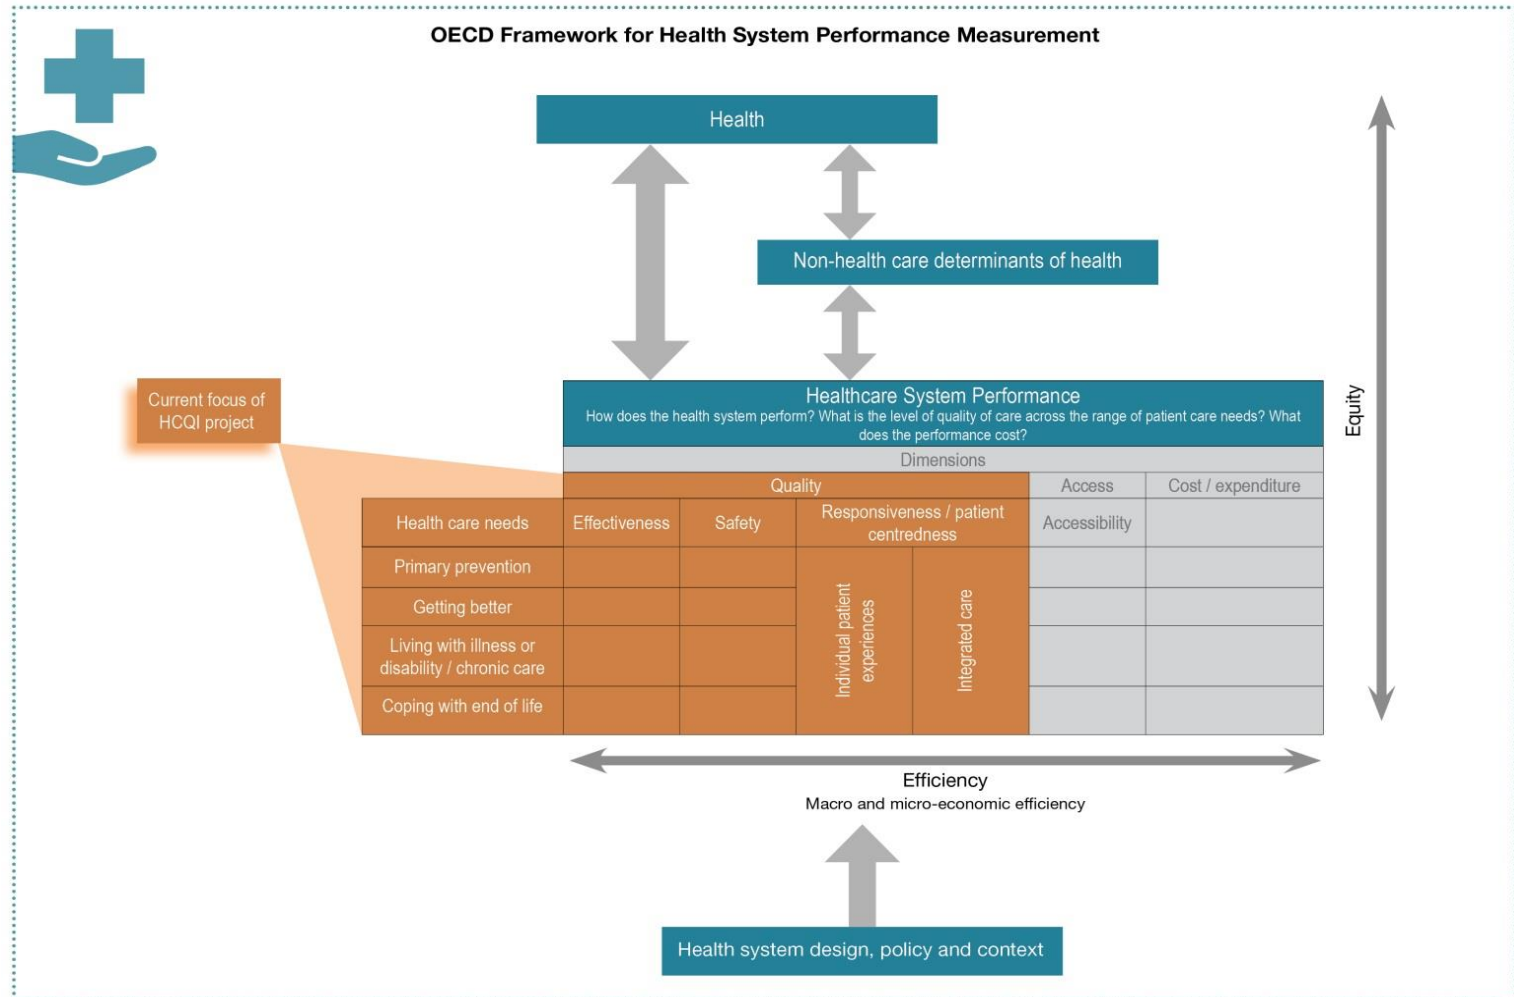 OECD Framework for Health System Performance Measurement
Health
Non-health care determinants of health
Current focus of
HCQI project
Healthcare System Performance
How does the health system perform? What is the level of quality of care across the range of patient care needs? What
does the performance cost?
Dimensions
Quality
Access
Cost / expenditure
Health care needs
Effectiveness
Safety
Responsiveness / patient
centredness
Accessibility
Primary prevention
Getting better
Living with illness or
disability / chronic care
Coping with end of life
Individual patient
experiences
Integrated care
Equity
Efficiency
Macro and micro-economic efficiency
Health system design, policy and context